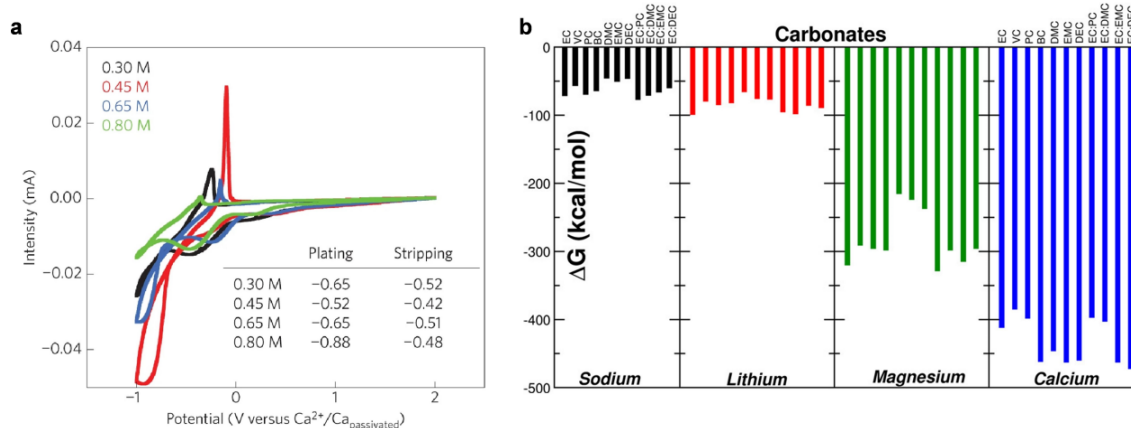 a
0.04
0.02
0.00
−0.02
−0.04
Intensity (mA)
0.30 M
0.45 M
0.65 M
0.80 M
Plating Stripping
0.30 M −0.65 −0.52
0.45 M −0.52 −0.42
0.65 M −0.65 −0.51
0.80 M −0.88 −0.48
−1 0 1 2
Potential (V versus Ca2+/Capassivated)
b
EC
VC
PC
BC
DMC
EMC
DEC
EC:PC
EC:DMC
EC:EMC
EC:DEC
Carbonates
EC
VC
PC
BC
DMC
EMC
DEC
EC:PC
EC:DMC
EC:EMC
EC:DEC
0
-100
-200
-300
-400
-500
ΔG (kcal/mol)
Sodium Lithium Magnesium Calcium